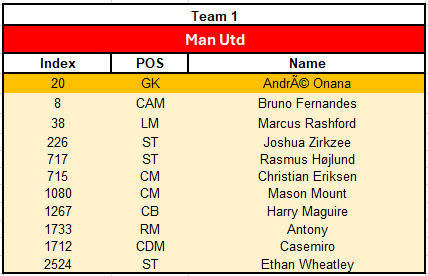 Team 1
Man Utd
Index POS Name
20 GK AndrÃ© Onana
8 CAM Bruno Fernandes
38 LM Marcus Rashford
226 ST Joshua Zirkzee
717 ST Rasmus Højlund
715 CM Christian Eriksen
1080 CM Mason Mount
1267 CB Harry Maguire
1733 RM Antony
1712 CDM Casemiro
2524 ST Ethan Wheatley